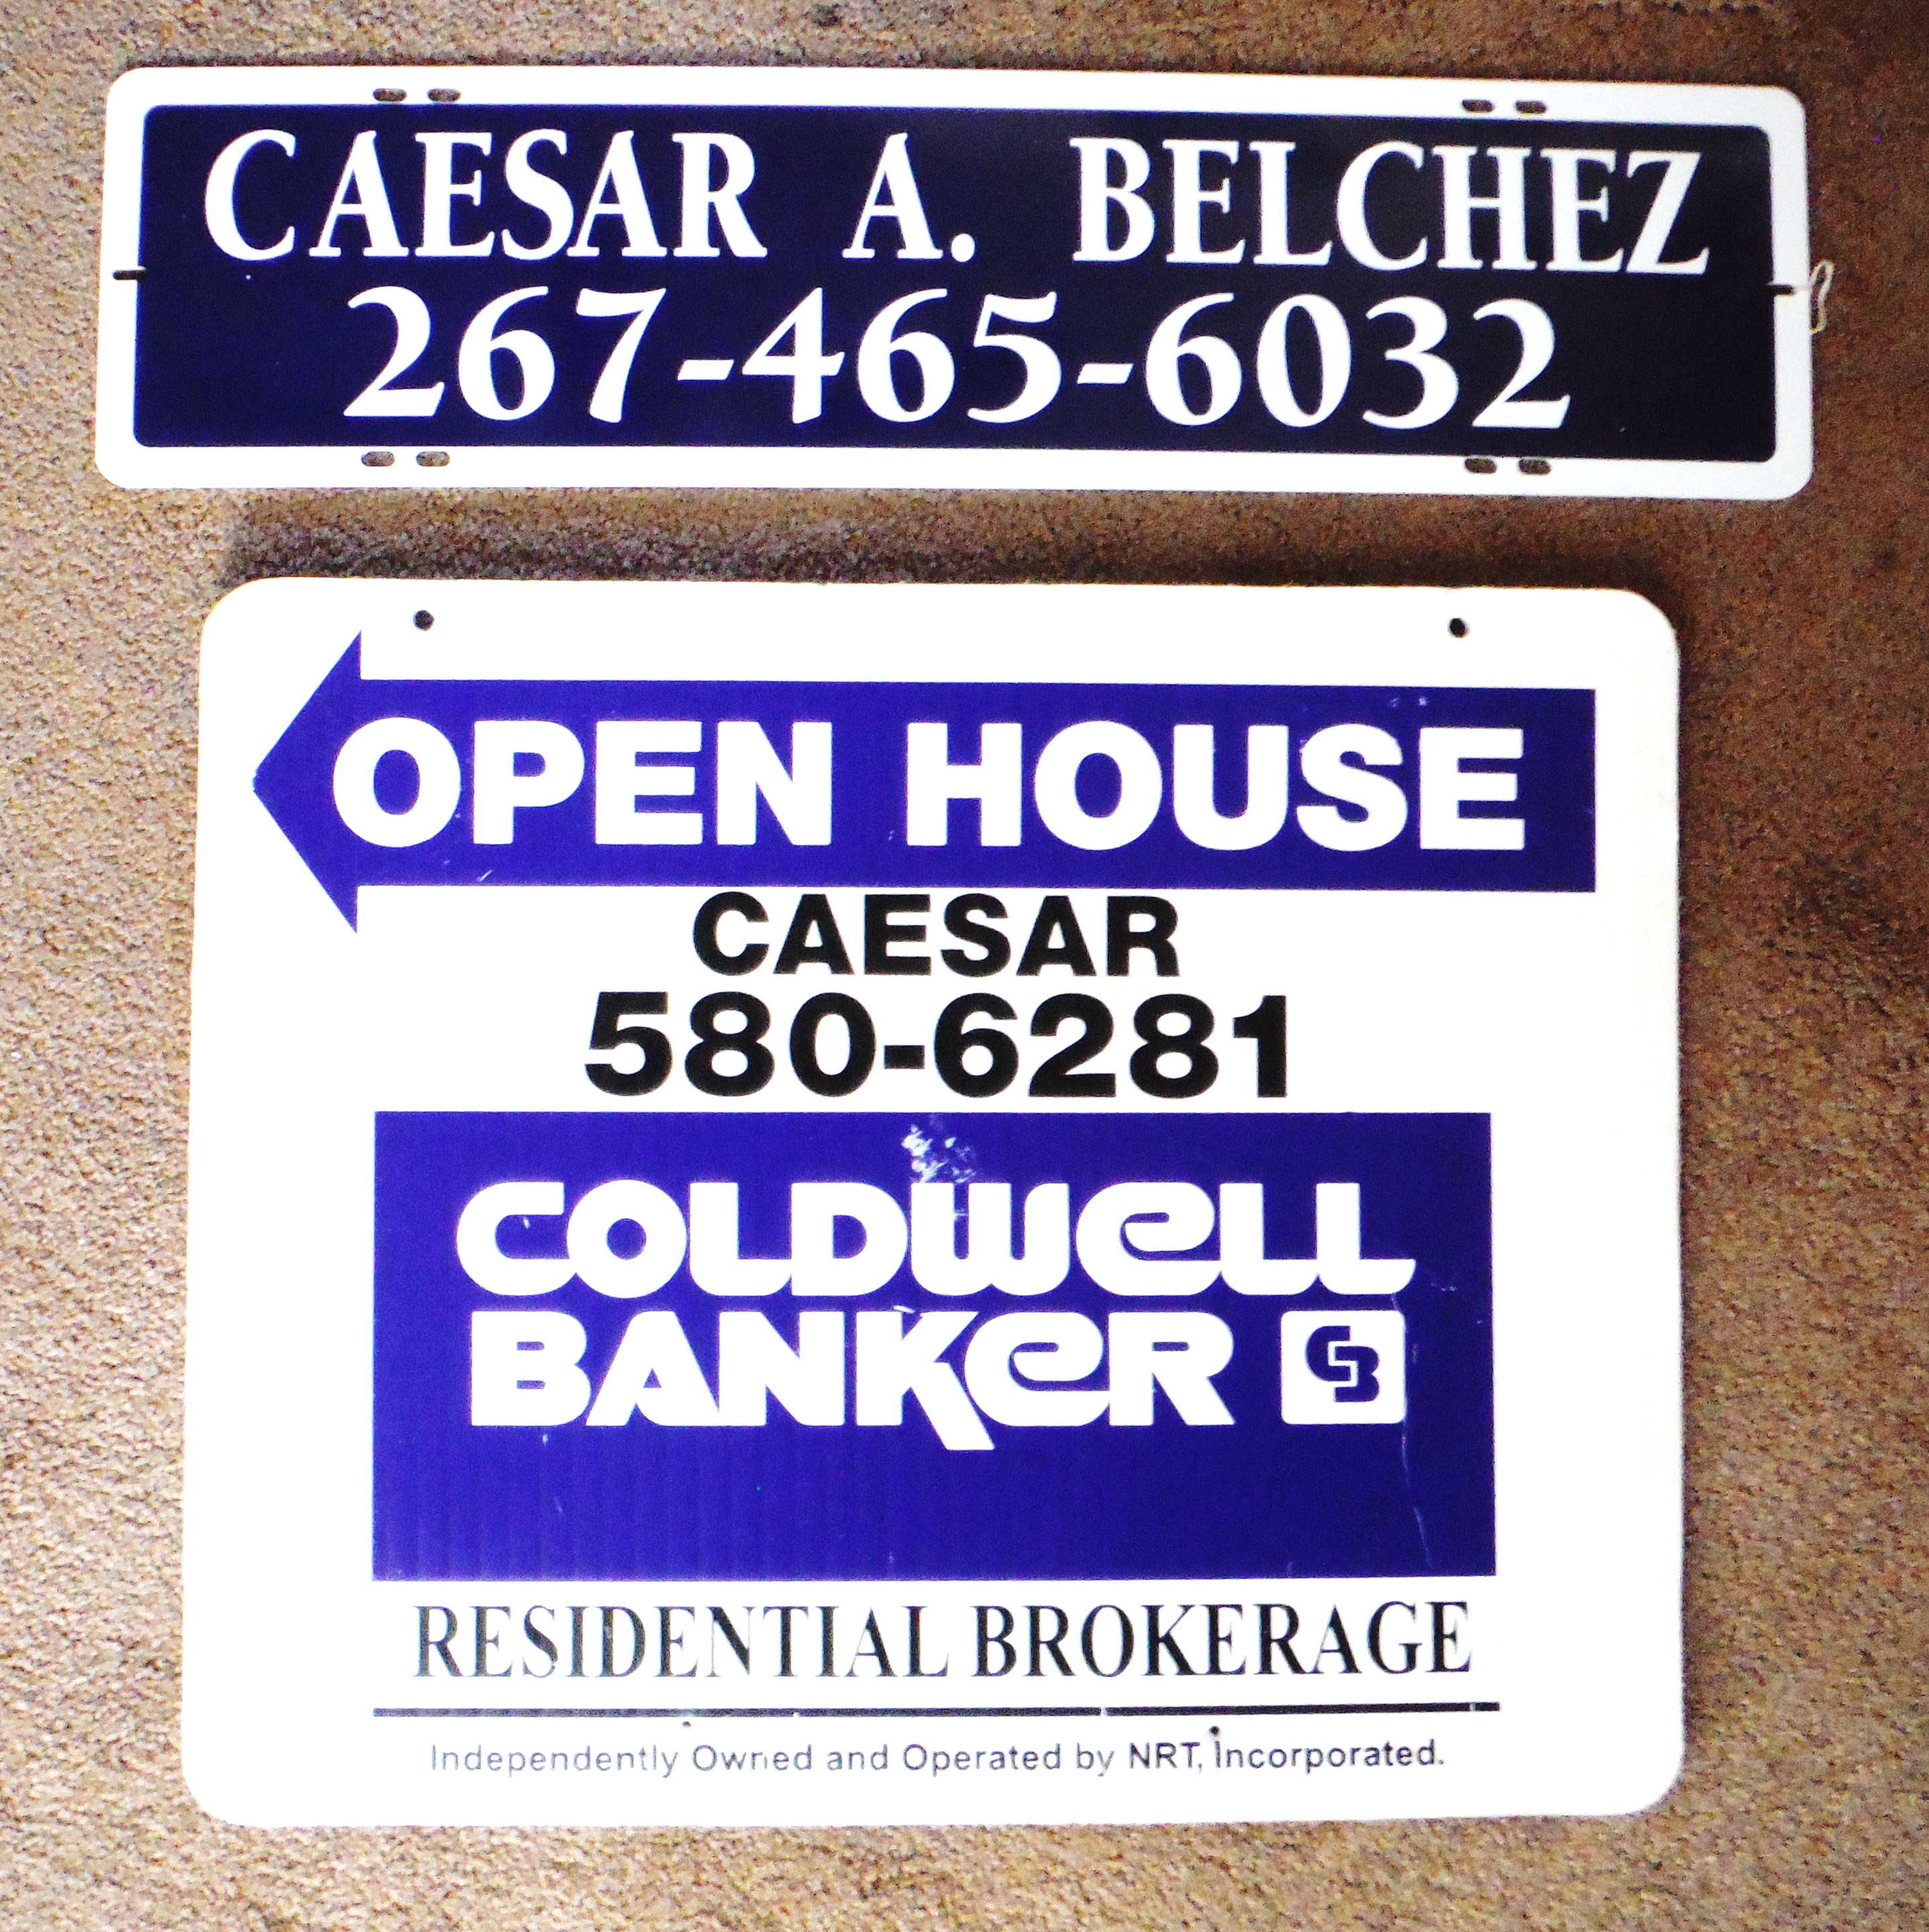 CAESAR A. BELCHEZ
267-465-6032
OPEN HOUSE
CAESAR
580-6281
COLDWELL
BANKER CB
RESIDENTIAL BROKERAGE
Independently Owned and Operated by NRT, Incorporated.